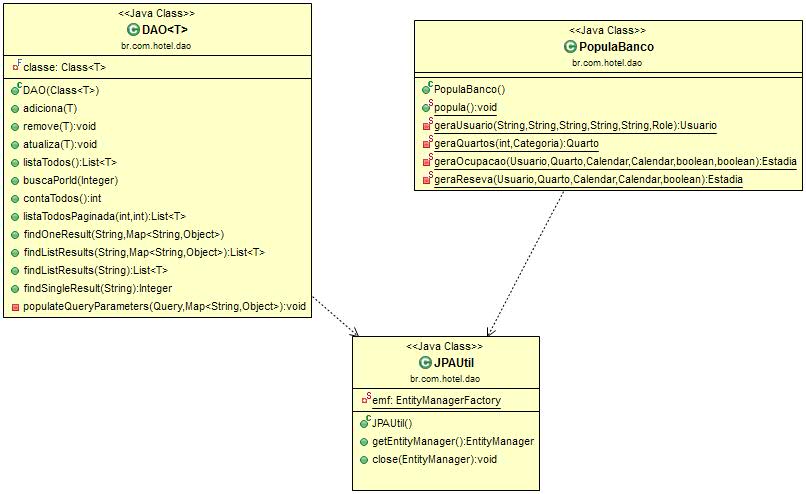 <<Java Class>>
DAO<T>
br.com.hotel.dao
classe: Class<T>
DAO(Class<T>)
adiciona(T)
remove(T):void
atualiza(T):void
listaTodos():List<T>
buscaPorId(Integer)
contaTodos():int
listaTodosPaginada(int,int):List<T>
findOneResult(String,Map<String,Object>)
findListResults(String,Map<String,Object>):List<T>
findListResults(String):List<T>
findSingleResult(String):Integer
populateQueryParameters(Query,Map<String,Object>):void
<<Java Class>>
PopulaBanco
br.com.hotel.dao
PopulaBanco()
popula():void
geraUsuario(String,String,String,String,String,Role):Usuario
geraQuartos(int,Categoria):Quarto
geraOcupacao(Usuario,Quarto,Calendar,Calendar,boolean,boolean):Estadia
geraReseva(Usuario,Quarto,Calendar,Calendar,boolean):Estadia
<<Java Class>>
JPAUtil
br.com.hotel.dao
emf: EntityManagerFactory
JPAUtil()
getEntityManager():EntityManager
close(EntityManager):void